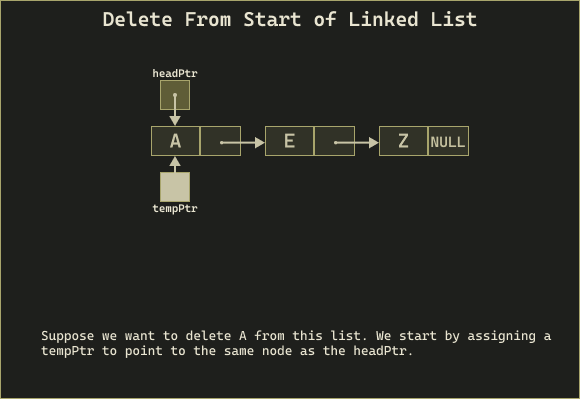 Delete From Start of Linked List
headPtr
A E Z NULL
tempPtr
Suppose we want to delete A from this list. We start by assigning a
tempPtr to point to the same node as the headPtr.